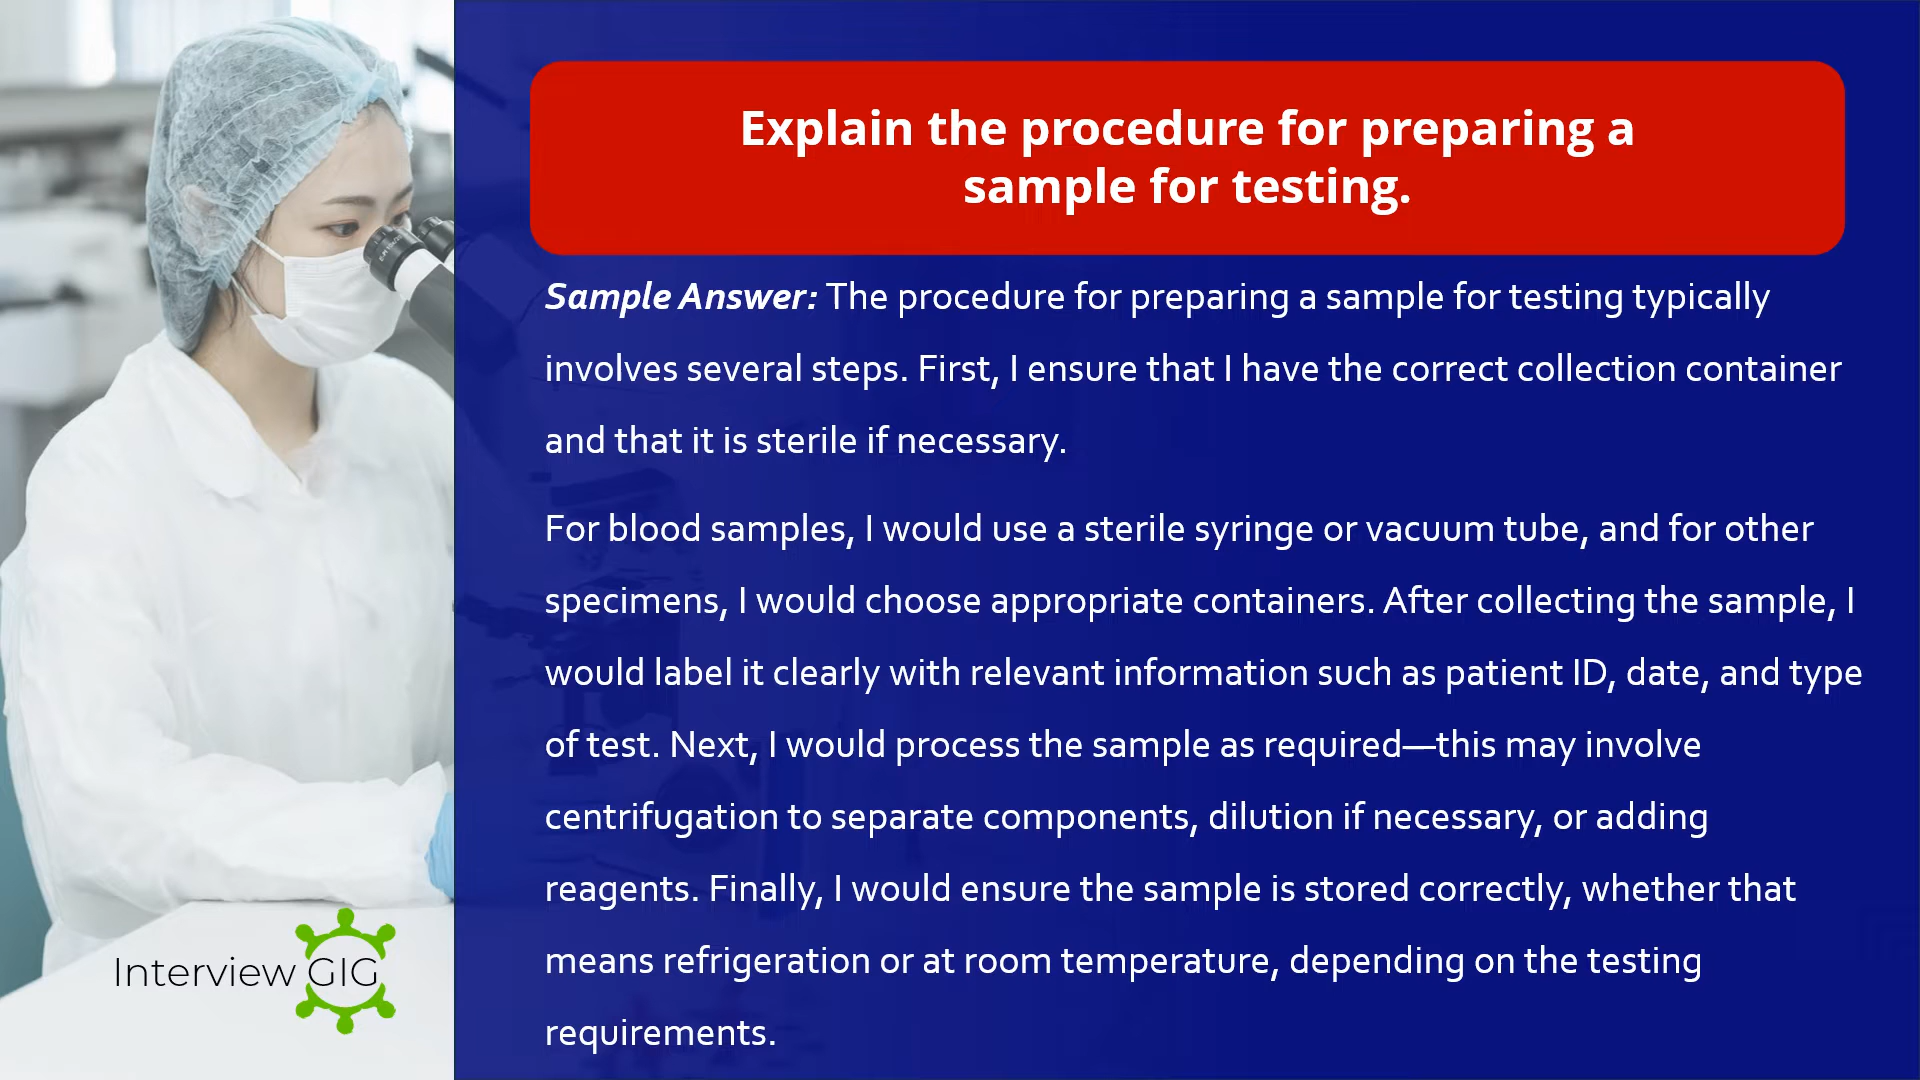 Explain the procedure for preparing a
sample for testing.
Sample Answer: The procedure for preparing a sample for testing typically
involves several steps. First, I ensure that I have the correct collection container
and that it is sterile if necessary.
For blood samples, I would use a sterile syringe or vacuum tube, and for other
specimens, I would choose appropriate containers. After collecting the sample, I
would label it clearly with relevant information such as patient ID, date, and type
of test. Next, I would process the sample as required—this may involve
centrifugation to separate components, dilution if necessary, or adding
reagents. Finally, I would ensure the sample is stored correctly, whether that
means refrigeration or at room temperature, depending on the testing
requirements.
Interview GIG